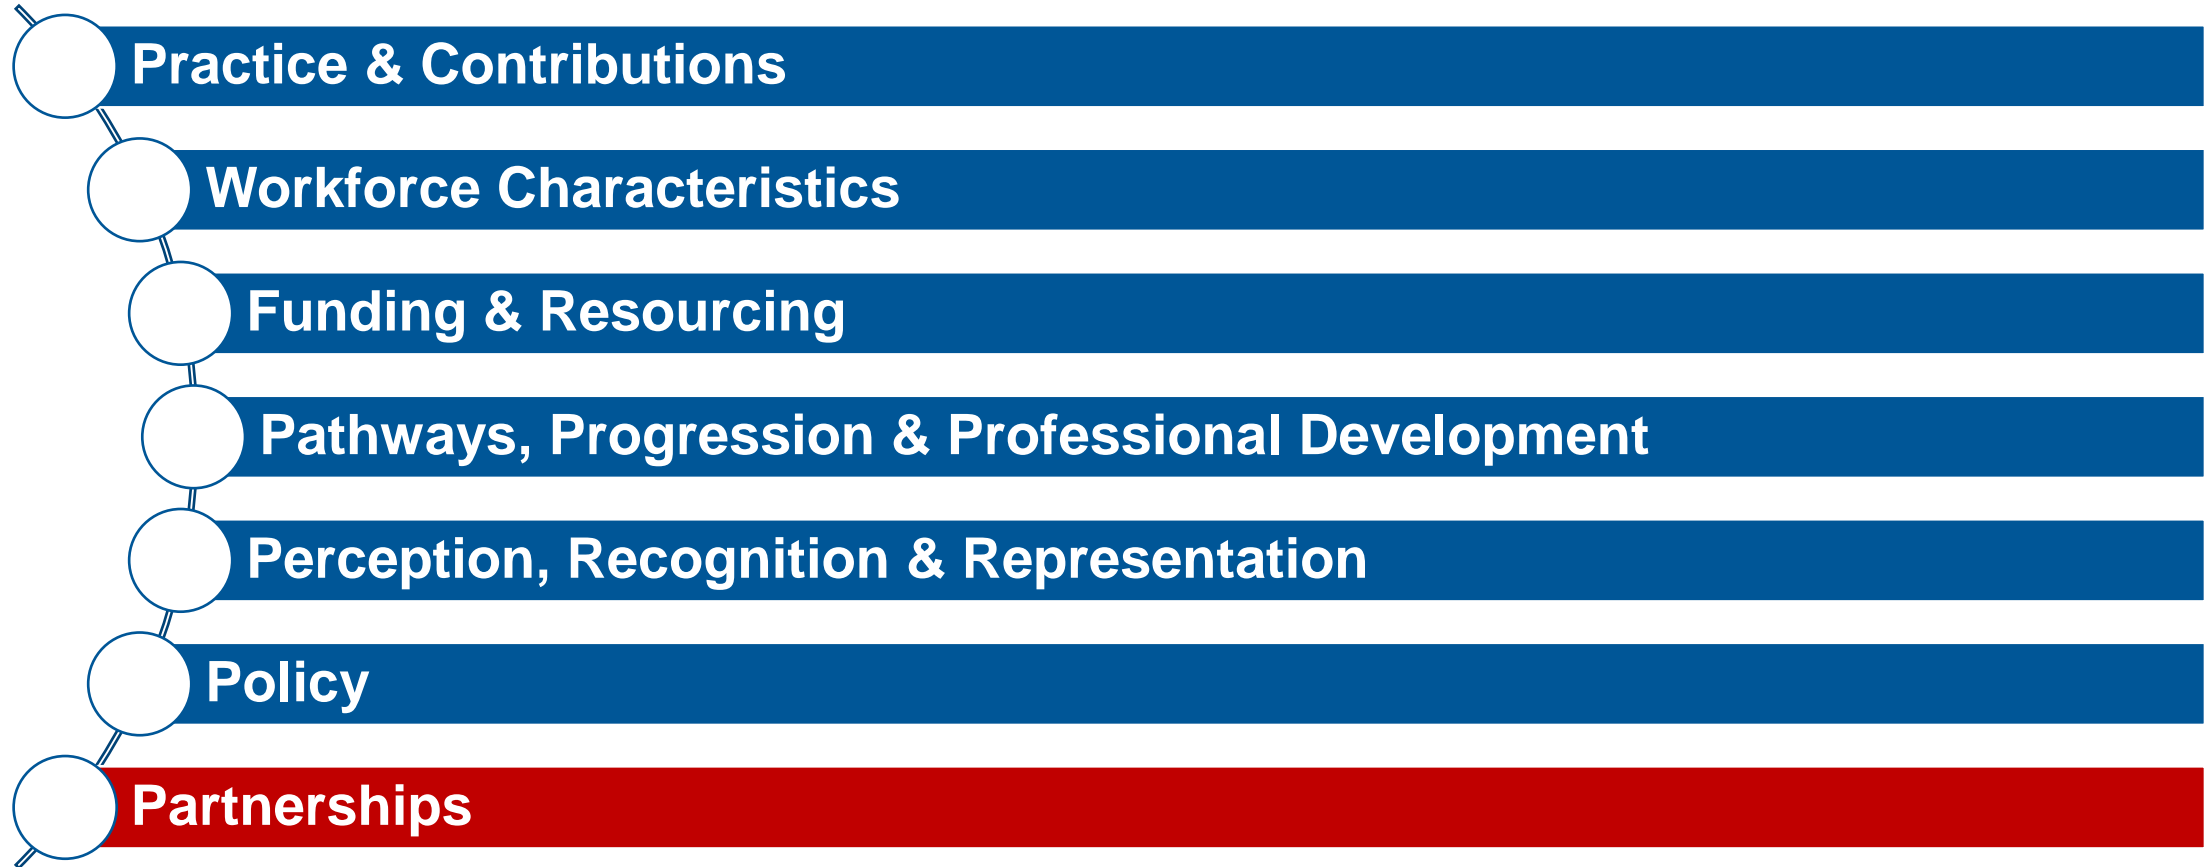 Practice & Contributions
Workforce Characteristics
Funding & Resourcing
Pathways, Progression & Professional Development
Perception, Recognition & Representation
Policy
Partnerships